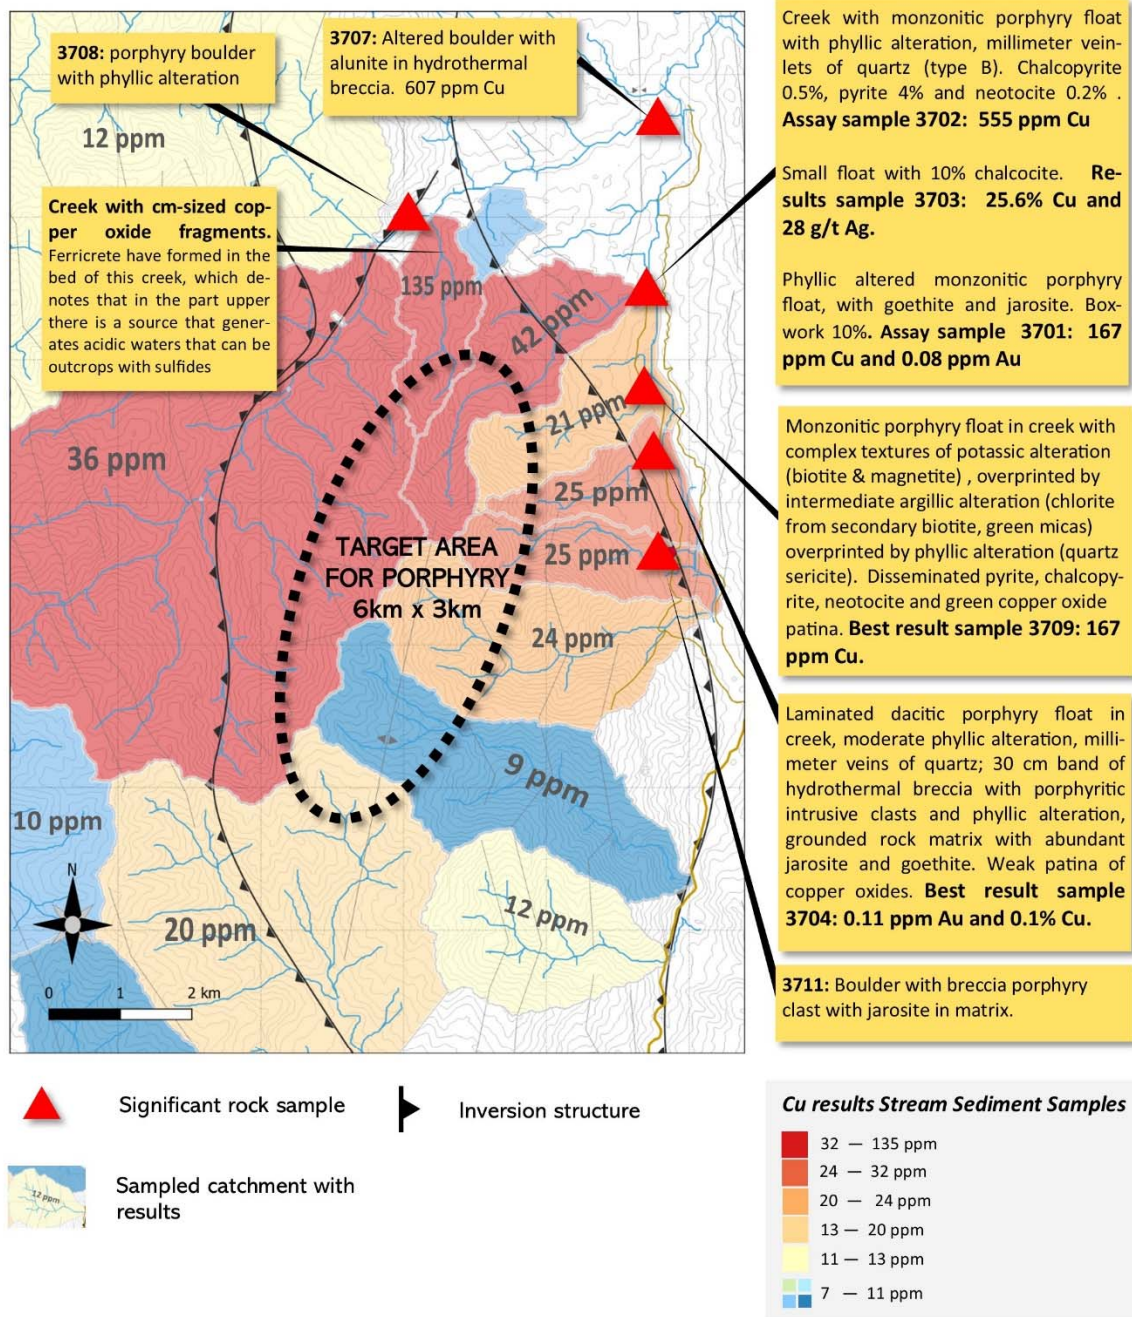 3708: porphyry boulder
with phyllic alteration
3707: Altered boulder with
alunite in hydrothermal
breccia. 607 ppm Cu
Creek with monzonitic porphyry float
with phyllic alteration, millimeter vein-
lets of quartz (type B). Chalcopyrite
0.5%, pyrite 4% and neotocite 0.2% .
Assay sample 3702: 555 ppm Cu
Small float with 10% chalcocite. Re-
sults sample 3703: 25.6% Cu and
28 g/t Ag.
Phyllic altered monzonitic porphyry
float, with goethite and jarosite. Box-
work 10%. Assay sample 3701: 167
ppm Cu and 0.08 ppm Au
12 ppm
Creek with cm-sized cop-
per oxide fragments.
Ferricrete have formed in the
bed of this creek, which de-
notes that in the part upper
there is a source that gener-
ates acidic waters that can be
outcrops with sulfides
135 ppm
42 ppm
21 ppm
36 ppm
25 ppm
25 ppm
TARGET AREA
FOR PORPHYRY
6km x 3km
24 ppm
Monzonitic porphyry float in creek with
complex textures of potassic alteration
(biotite & magnetite) , overprinted by
intermediate argillic alteration (chlorite
from secondary biotite, green micas)
overprinted by phyllic alteration (quartz
sericite). Disseminated pyrite, chalcopy-
rite, neotocite and green copper oxide
patina. Best result sample 3709: 167
ppm Cu.
Laminated dacitic porphyry float in
creek, moderate phyllic alteration, milli-
meter veins of quartz; 30 cm band of
hydrothermal breccia with porphyritic
intrusive clasts and phyllic alteration,
grounded rock matrix with abundant
jarosite and goethite. Weak patina of
copper oxides. Best result sample
3704: 0.11 ppm Au and 0.1% Cu.
9 ppm
10 ppm
N
20 ppm
12 ppm
0 1 2 km
3711: Boulder with breccia porphyry
clast with jarosite in matrix.
Significant rock sample
Inversion structure
12 ppm
Sampled catchment with
results
Cu results Stream Sediment Samples
32 — 135 ppm
24 — 32 ppm
20 — 24 ppm
13 — 20 ppm
11 — 13 ppm
7 — 11 ppm